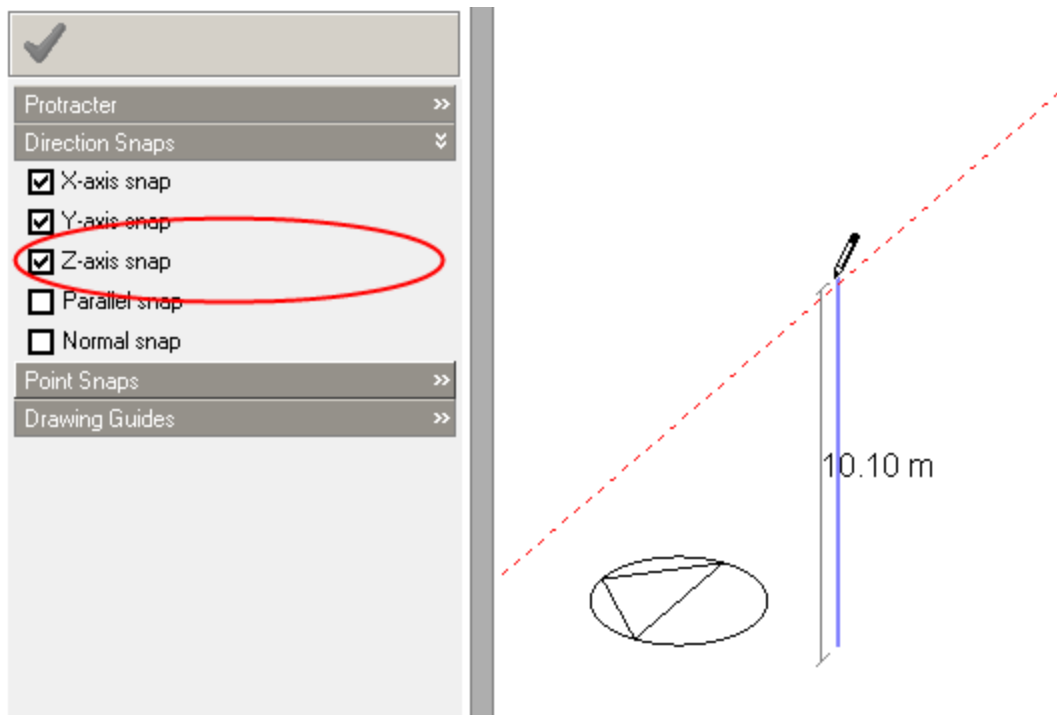 Protracter
Direction Snaps
X-axis snap
Y-axis snap
Z-axis snap
Parallel snap
Normal snap
Point Snaps
Drawing Guides
10.10 m